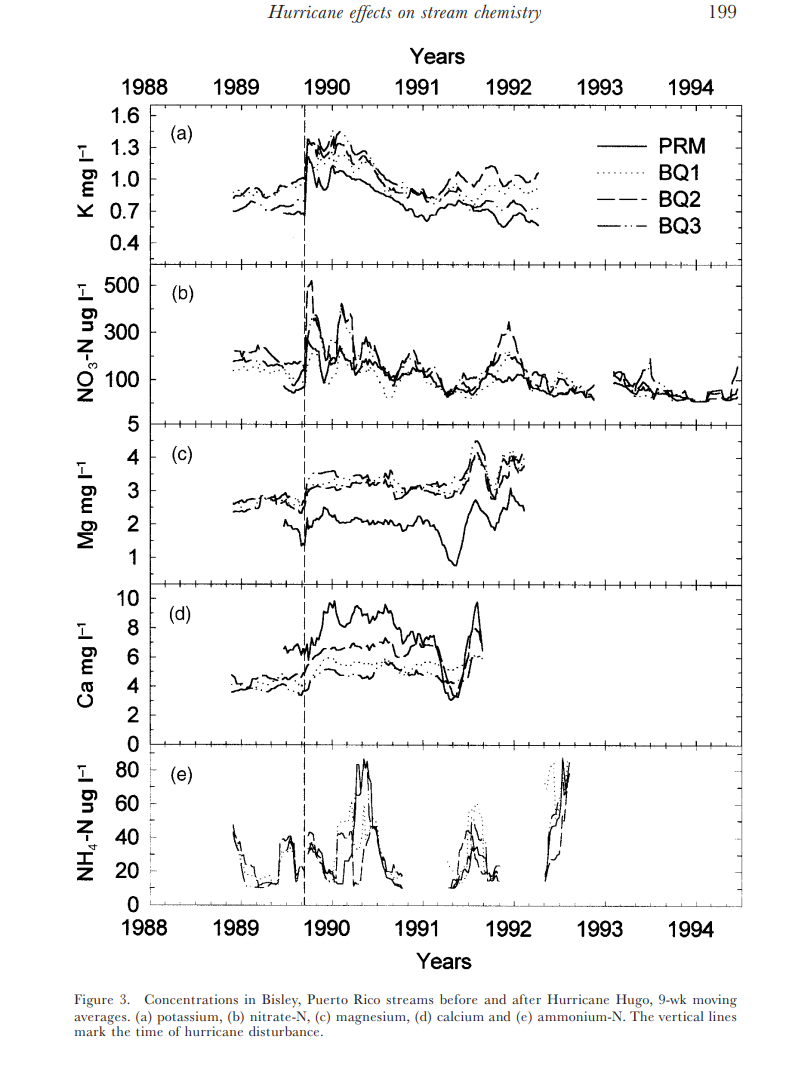 Hurricane effects on stream chemistry 199
Years
1988 1989 1990 1991 1992 1993 1994
1.6
1.3
1.0
0.7
0.4
K mg l⁻¹
(a)
PRM
BQ1
BQ2
BQ3
500
300
100
NO₃-N ug l⁻¹
(b)
5
4
3
2
1
Mg mg l⁻¹
(c)
10
8
6
4
2
0
Ca mg l⁻¹
(d)
80
60
40
20
0
NH₄-N ug l⁻¹
(e)
1988 1989 1990 1991 1992 1993 1994
Years
Figure 3. Concentrations in Bisley, Puerto Rico streams before and after Hurricane Hugo, 9-wk moving
averages. (a) potassium, (b) nitrate-N, (c) magnesium, (d) calcium and (e) ammonium-N. The vertical lines
mark the time of hurricane disturbance.